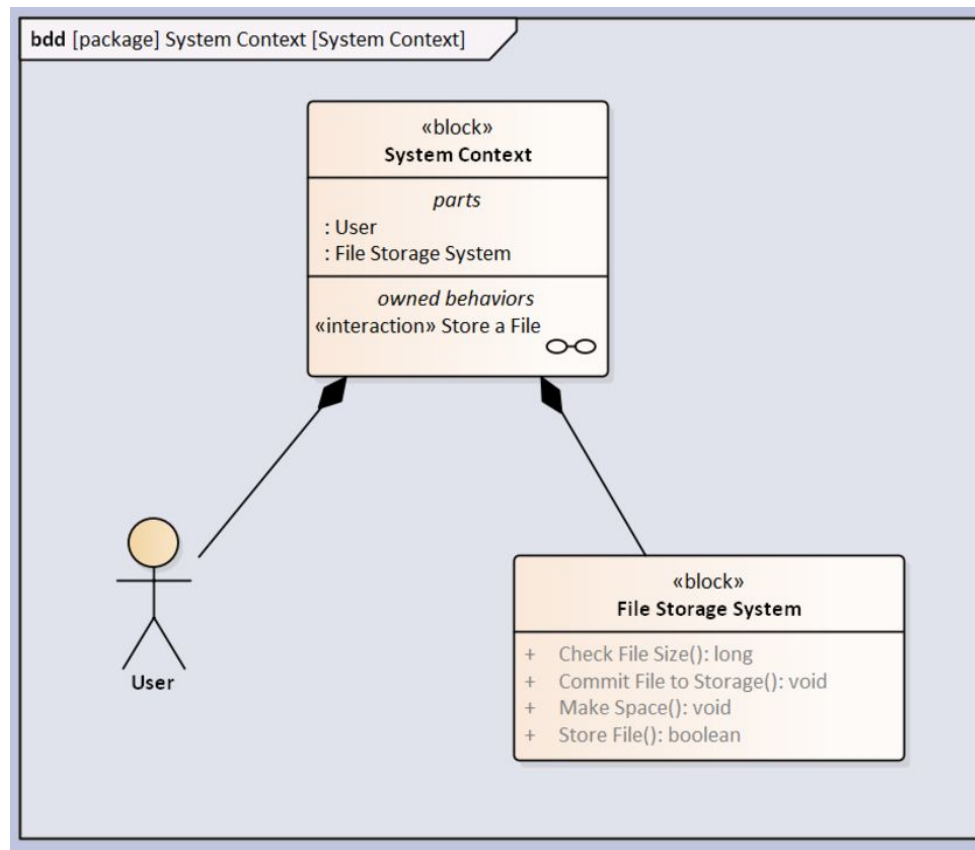 bdd [package] System Context [System Context]
«block»
System Context
parts
: User
: File Storage System
owned behaviors
«interaction» Store a File
User
«block»
File Storage System
+ Check File Size(): long
+ Commit File to Storage(): void
+ Make Space(): void
+ Store File(): boolean